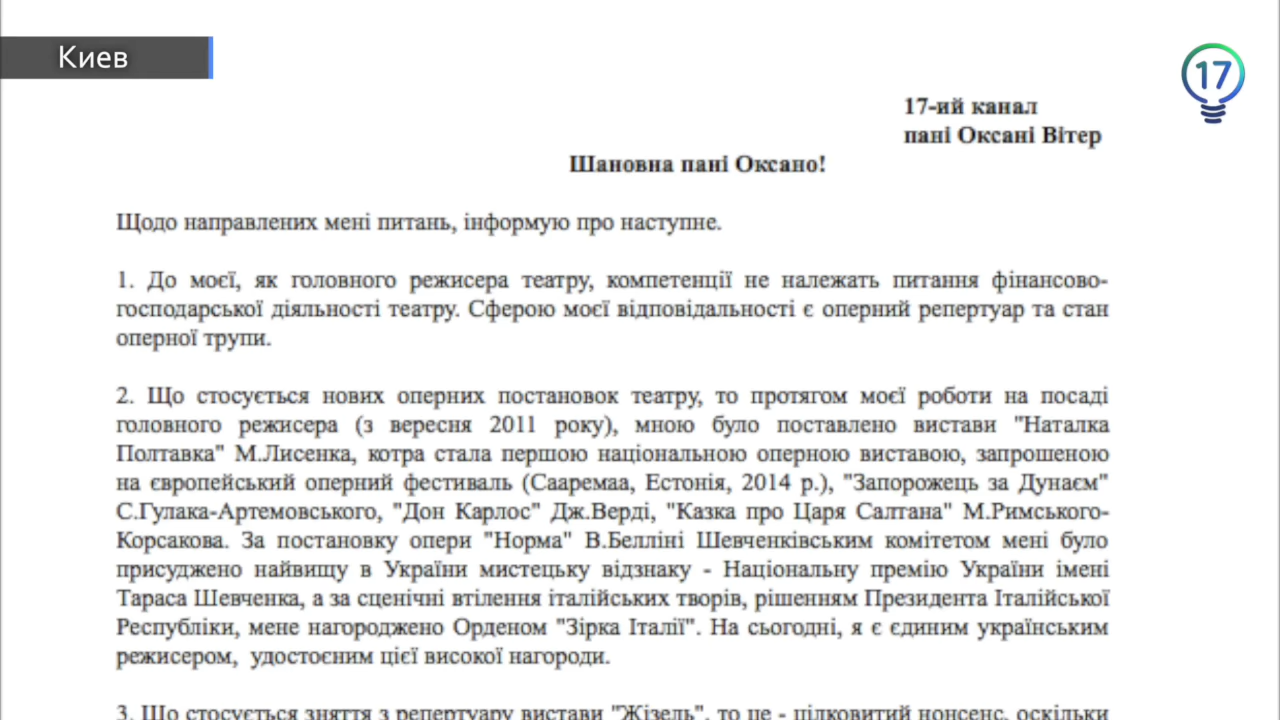 Киев
17
17-ий канал
пані Оксані Вітер
Шановна пані Оксано!
Щодо направлених мені питань, інформую про наступне.
1. До моєї, як головного режисера театру, компетенції не належать питання фінансово-
господарської діяльності театру. Сферою моєї відповідальності є оперний репертуар та стан
оперної трупи.
2. Що стосується нових оперних постановок театру, то протягом моєї роботи на посаді
головного режисера (з вересня 2011 року), мною було поставлено вистави "Наталка
Полтавка" М.Лисенка, котра стала першою національною оперною виставою, запрошеною
на європейський оперний фестиваль (Сааремаа, Естонія, 2014 р.), "Запорожець за Дунаєм"
С.Гулака-Артемовського, "Дон Карлос" Дж.Верді, "Казка про Царя Салтана" М.Римського-
Корсакова. За постановку опери "Норма" В.Белліні Шевченківським комітетом мені було
присуджено найвищу в України мистецьку відзнаку - Національну премію України імені
Тараса Шевченка, а за сценічні втілення італійських творів, рішенням Президента Італійської
Республіки, мене нагороджено Орденом "Зірка Італії". На сьогодні, я є єдиним українським
режисером, удостоєним цієї високої нагороди.
3. Що стосується зняття з репертуару вистави "Жізель", то це - цілковитий нонсенс, оскільки